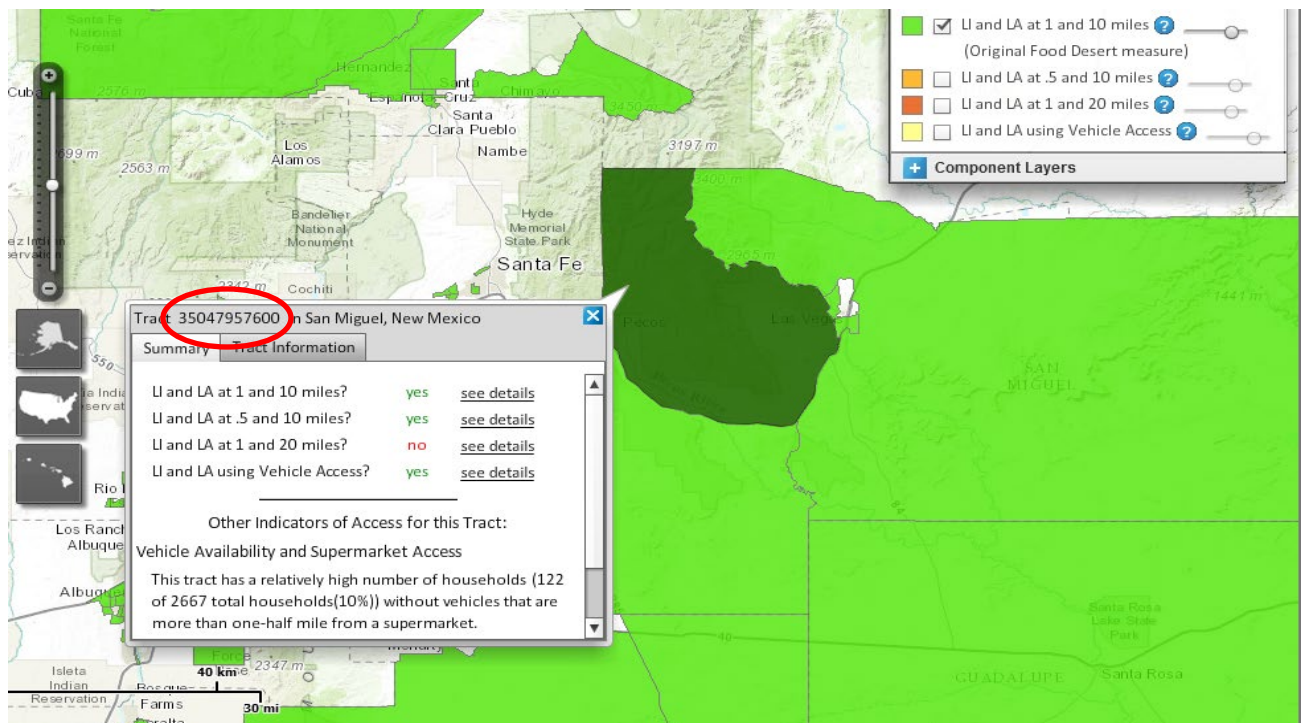 Santa Fe
National
Forest
Hernandez
Santa
Cruz
Española
Chimayo
Cuba
2576 m
3450 m
Santa
Clara Pueblo
Los
Alamos
Nambe
3197 m
2563 m
3400 m
Bandelier
National
Monument
Hyde
Memorial
State Park
Santa Fe
2965 m
2342 m
Cochiti
1441 m
Pecos
Las Vegas
Pecos River
SAN
MIGUEL
LI and LA at 1 and 10 miles ?
(Original Food Desert measure)
LI and LA at .5 and 10 miles ?
LI and LA at 1 and 20 miles ?
LI and LA using Vehicle Access ?
+ Component Layers
Tract 35047957600 in San Miguel, New Mexico
Summary Tract Information
LI and LA at 1 and 10 miles? yes see details
LI and LA at .5 and 10 miles? yes see details
LI and LA at 1 and 20 miles? no see details
LI and LA using Vehicle Access? yes see details
Other Indicators of Access for this Tract:
Vehicle Availability and Supermarket Access
This tract has a relatively high number of households (122
of 2667 total households(10%)) without vehicles that are
more than one-half mile from a supermarket.
550
84
40
Santa Rosa
Lake State
Park
GUADALUPE
Santa Rosa
2347 m
Isleta
Indian
Reservation
Bosque
Farms
40 km
30 mi